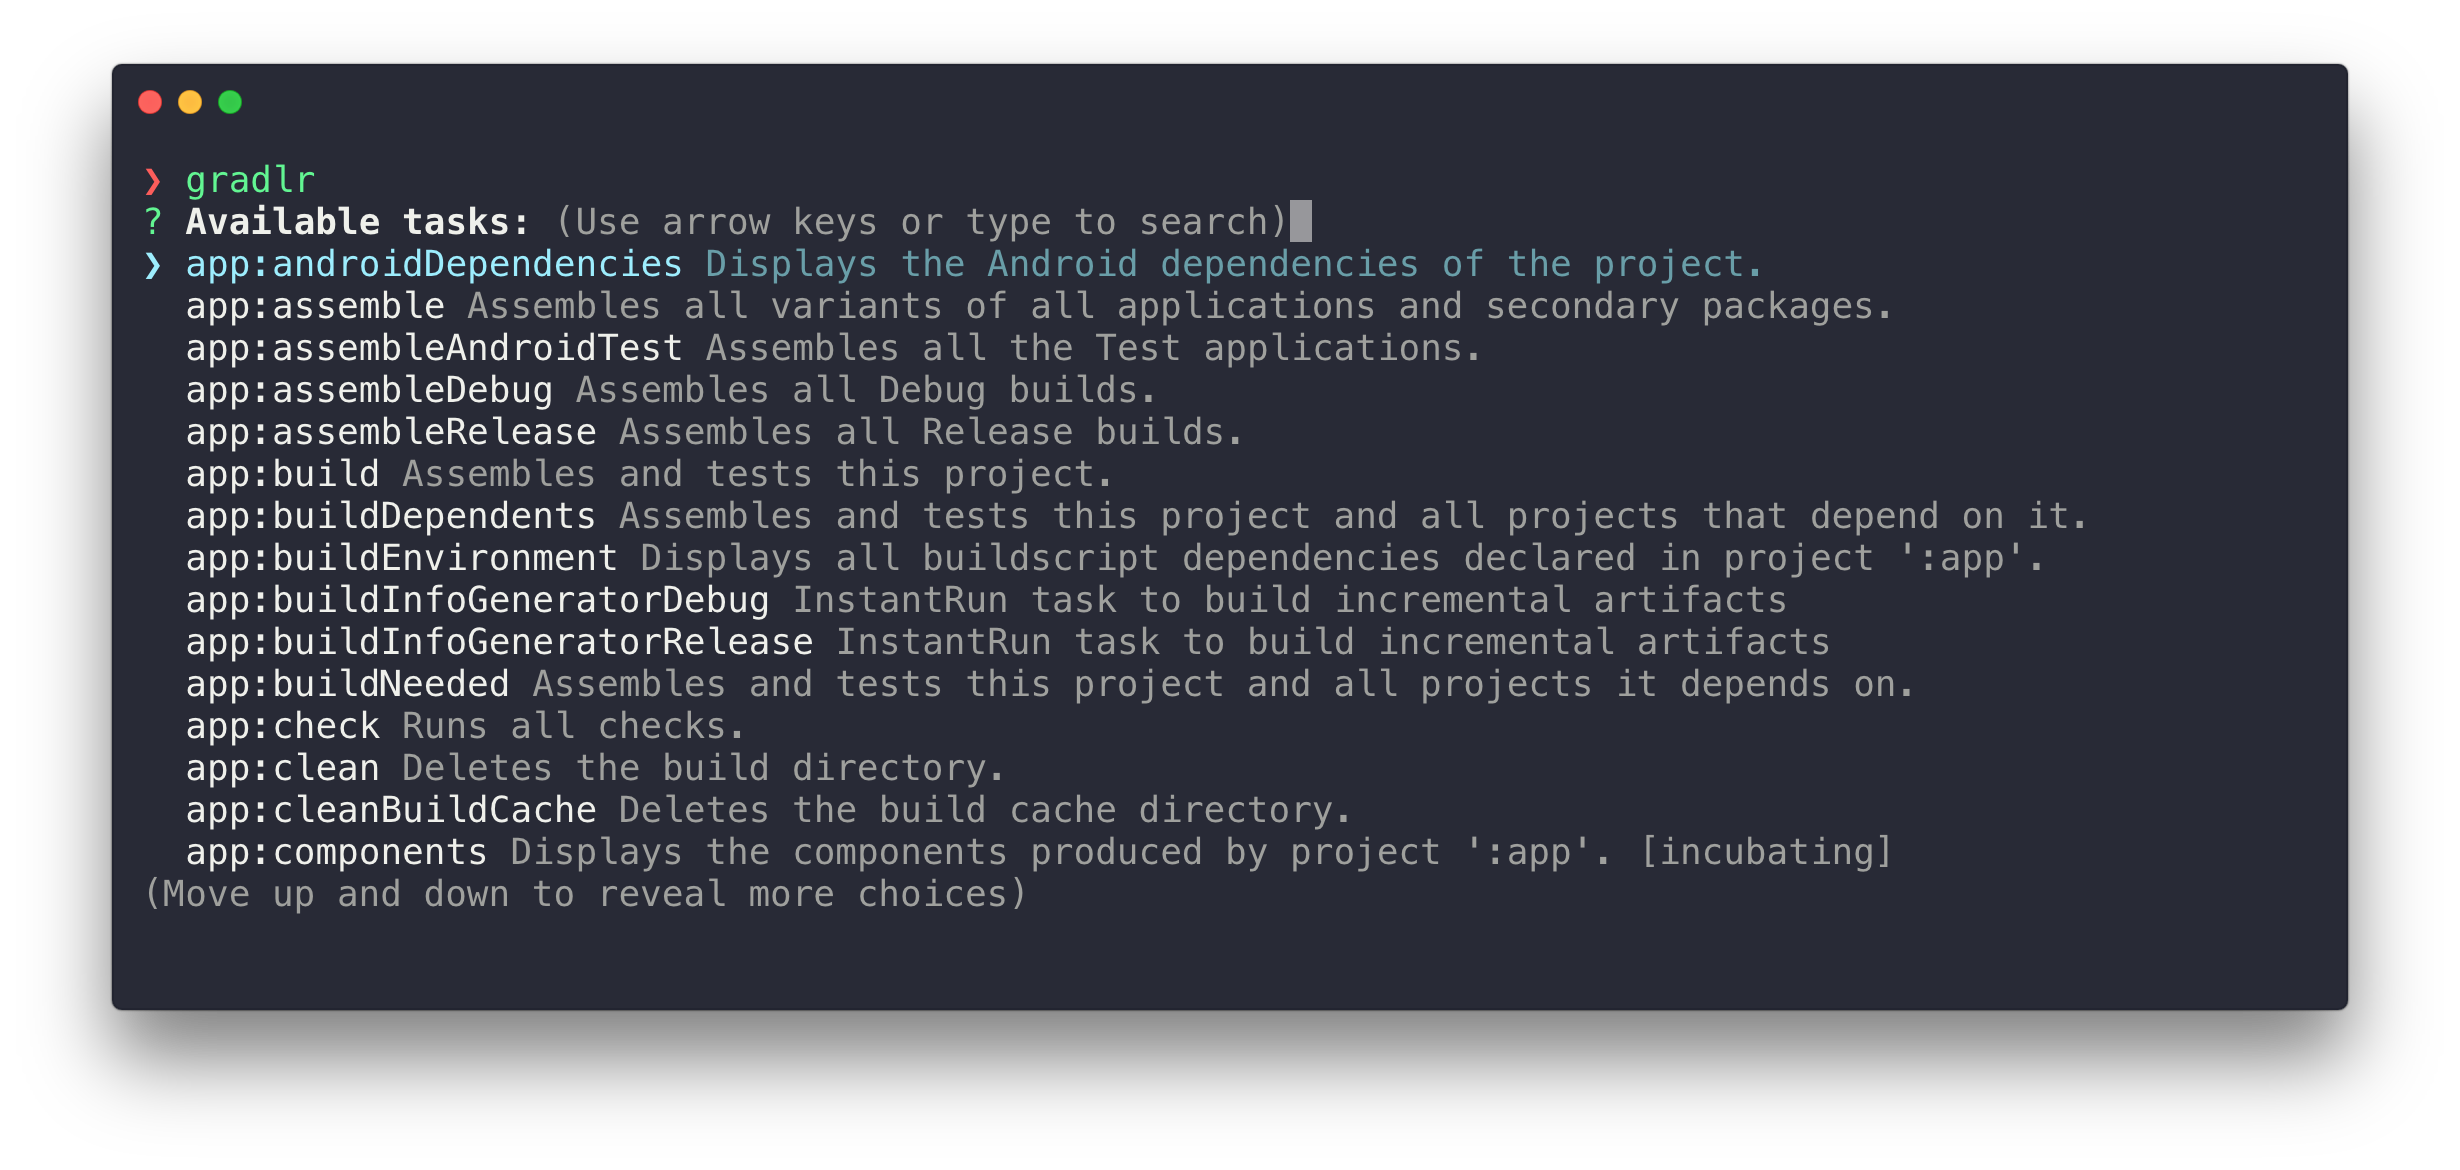 ❯ gradlr
? Available tasks: (Use arrow keys or type to search)
❯ app:androidDependencies Displays the Android dependencies of the project.
app:assemble Assembles all variants of all applications and secondary packages.
app:assembleAndroidTest Assembles all the Test applications.
app:assembleDebug Assembles all Debug builds.
app:assembleRelease Assembles all Release builds.
app:build Assembles and tests this project.
app:buildDependents Assembles and tests this project and all projects that depend on it.
app:buildEnvironment Displays all buildscript dependencies declared in project ':app'.
app:buildInfoGeneratorDebug InstantRun task to build incremental artifacts
app:buildInfoGeneratorRelease InstantRun task to build incremental artifacts
app:buildNeeded Assembles and tests this project and all projects it depends on.
app:check Runs all checks.
app:clean Deletes the build directory.
app:cleanBuildCache Deletes the build cache directory.
app:components Displays the components produced by project ':app'. [incubating]
(Move up and down to reveal more choices)